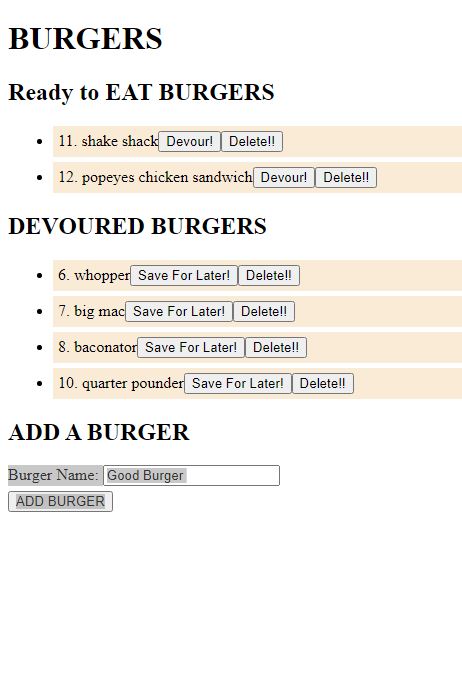 BURGERS
Ready to EAT BURGERS
11. shake shack Devour! Delete!!
12. popeyes chicken sandwich Devour! Delete!!
DEVOURED BURGERS
6. whopper Save For Later! Delete!!
7. big mac Save For Later! Delete!!
8. baconator Save For Later! Delete!!
10. quarter pounder Save For Later! Delete!!
ADD A BURGER
Burger Name: Good Burger
ADD BURGER